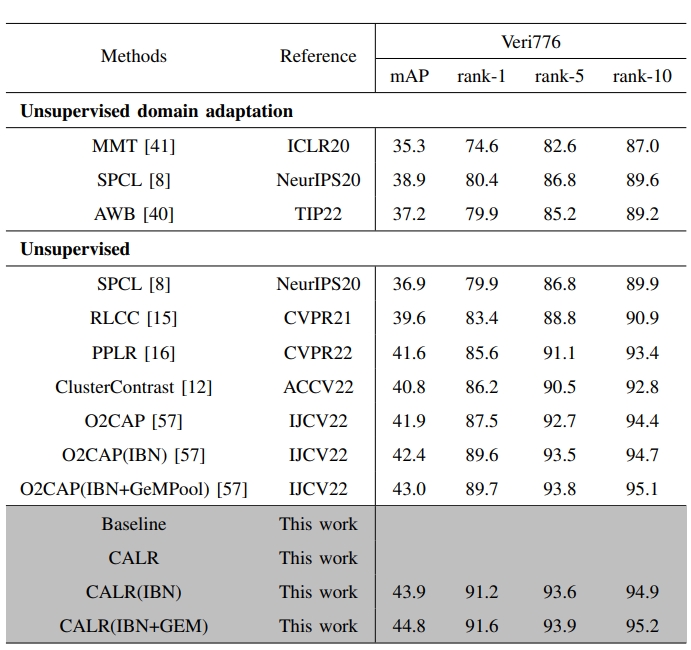 Methods Reference Veri776
mAP rank-1 rank-5 rank-10
Unsupervised domain adaptation
MMT [41] ICLR20 35.3 74.6 82.6 87.0
SPCL [8] NeurIPS20 38.9 80.4 86.8 89.6
AWB [40] TIP22 37.2 79.9 85.2 89.2
Unsupervised
SPCL [8] NeurIPS20 36.9 79.9 86.8 89.9
RLCC [15] CVPR21 39.6 83.4 88.8 90.9
PPLR [16] CVPR22 41.6 85.6 91.1 93.4
ClusterContrast [12] ACCV22 40.8 86.2 90.5 92.8
O2CAP [57] IJCV22 41.9 87.5 92.7 94.4
O2CAP(IBN) [57] IJCV22 42.4 89.6 93.5 94.7
O2CAP(IBN+GeMPool) [57] IJCV22 43.0 89.7 93.8 95.1
Baseline This work
CALR This work
CALR(IBN) This work 43.9 91.2 93.6 94.9
CALR(IBN+GEM) This work 44.8 91.6 93.9 95.2